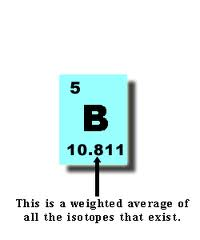 5
B
10.811
This is a weighted average of
all the isotopes that exist.